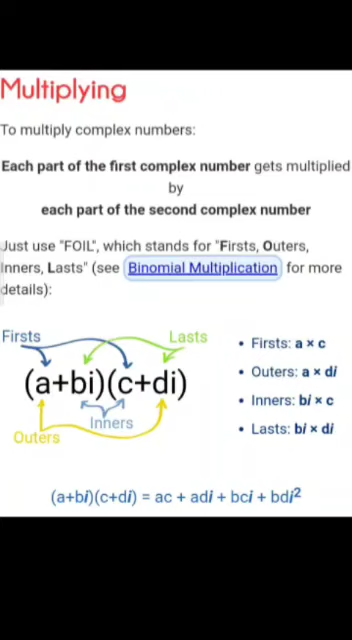 Multiplying
To multiply complex numbers:
Each part of the first complex number gets multiplied
by
each part of the second complex number
Just use "FOIL", which stands for "Firsts, Outers,
Inners, Lasts" (see Binomial Multiplication for more
details):
Firsts
Lasts
(a+bi)(c+di)
Inners
Outers
• Firsts: a × c
• Outers: a × di
• Inners: bi × c
• Lasts: bi × di
(a+bi)(c+di) = ac + adi + bci + bdi²